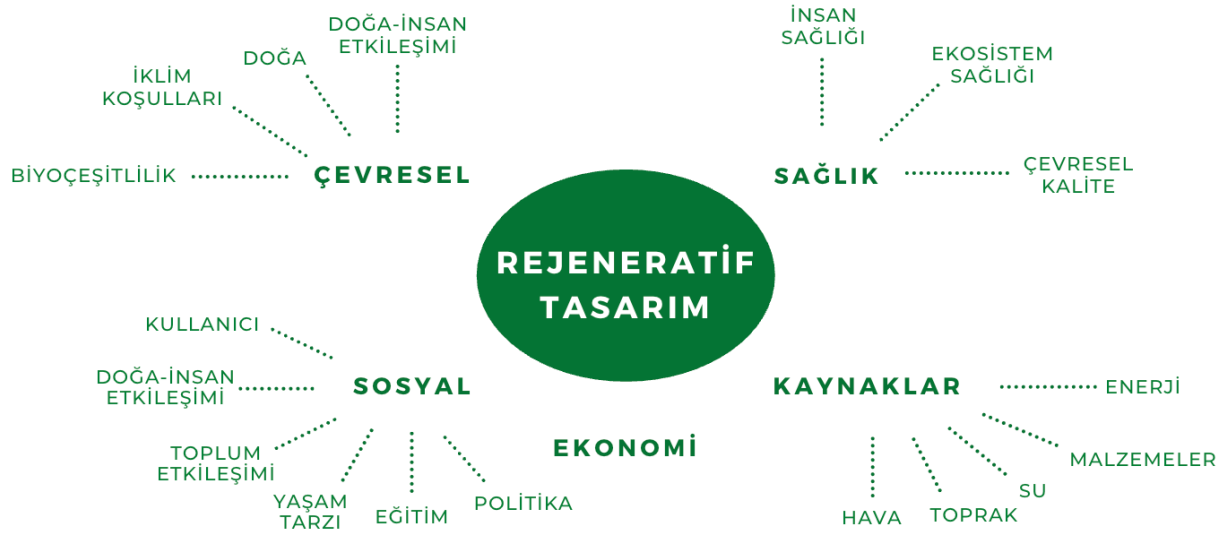 DOĞA-İNSAN
ETKİLEŞİMİ
DOĞA
İKLİM
KOŞULLARI
BİYOÇEŞİTLİLİK
ÇEVRESEL
İNSAN
SAĞLIĞI
EKOSİSTEM
SAĞLIĞI
SAĞLIK
ÇEVRESEL
KALİTE
REJENERATİF
TASARIM
KULLANICI
DOĞA-İNSAN
ETKİLEŞİMİ
SOSYAL
TOPLUM
ETKİLEŞİMİ
YAŞAM
TARZI
EĞİTİM
POLİTİKA
EKONOMİ
KAYNAKLAR
ENERJİ
MALZEMELER
SU
TOPRAK
HAVA